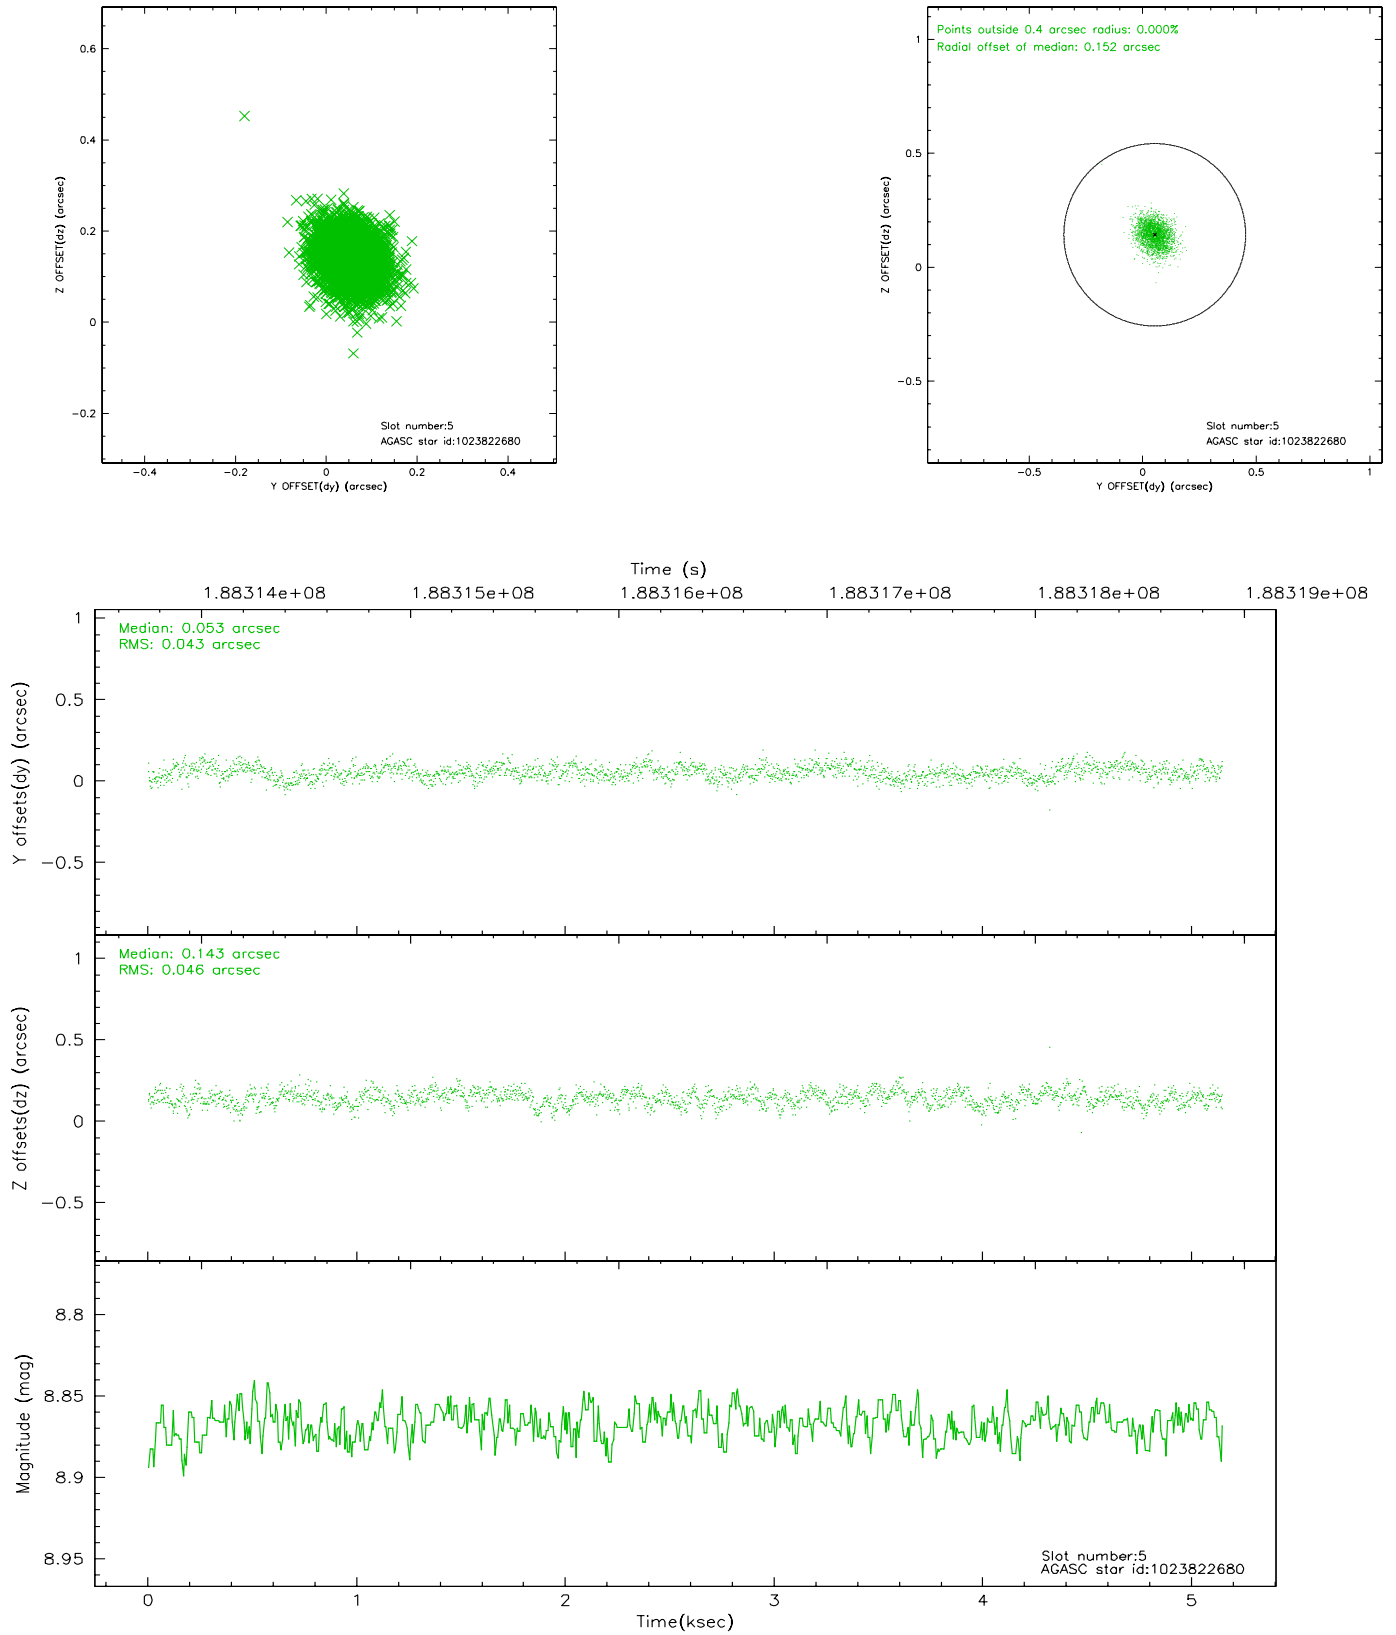 0.6
0.4
0.2
0
−0.2
Z OFFSET(dz) (arcsec)
Slot number:5
AGASC star id:1023822680
−0.4 −0.2 0 0.2 0.4
Y OFFSET(dy) (arcsec)
Points outside 0.4 arcsec radius: 0.000%
Radial offset of median: 0.152 arcsec
1
0.5
0
−0.5
Z OFFSET(dz) (arcsec)
Slot number:5
AGASC star id:1023822680
−0.5 0 0.5 1
Y OFFSET(dy) (arcsec)
Time (s)
1.88314e+08 1.88315e+08 1.88316e+08 1.88317e+08 1.88318e+08 1.88319e+08
Median: 0.053 arcsec
RMS: 0.043 arcsec
1
0.5
0
−0.5
Y offsets(dy) (arcsec)
Median: 0.143 arcsec
RMS: 0.046 arcsec
1
0.5
0
−0.5
Z offsets(dz) (arcsec)
8.8
8.85
8.9
8.95
Magnitude (mag)
Slot number:5
AGASC star id:1023822680
0 1 2 3 4 5
Time(ksec)